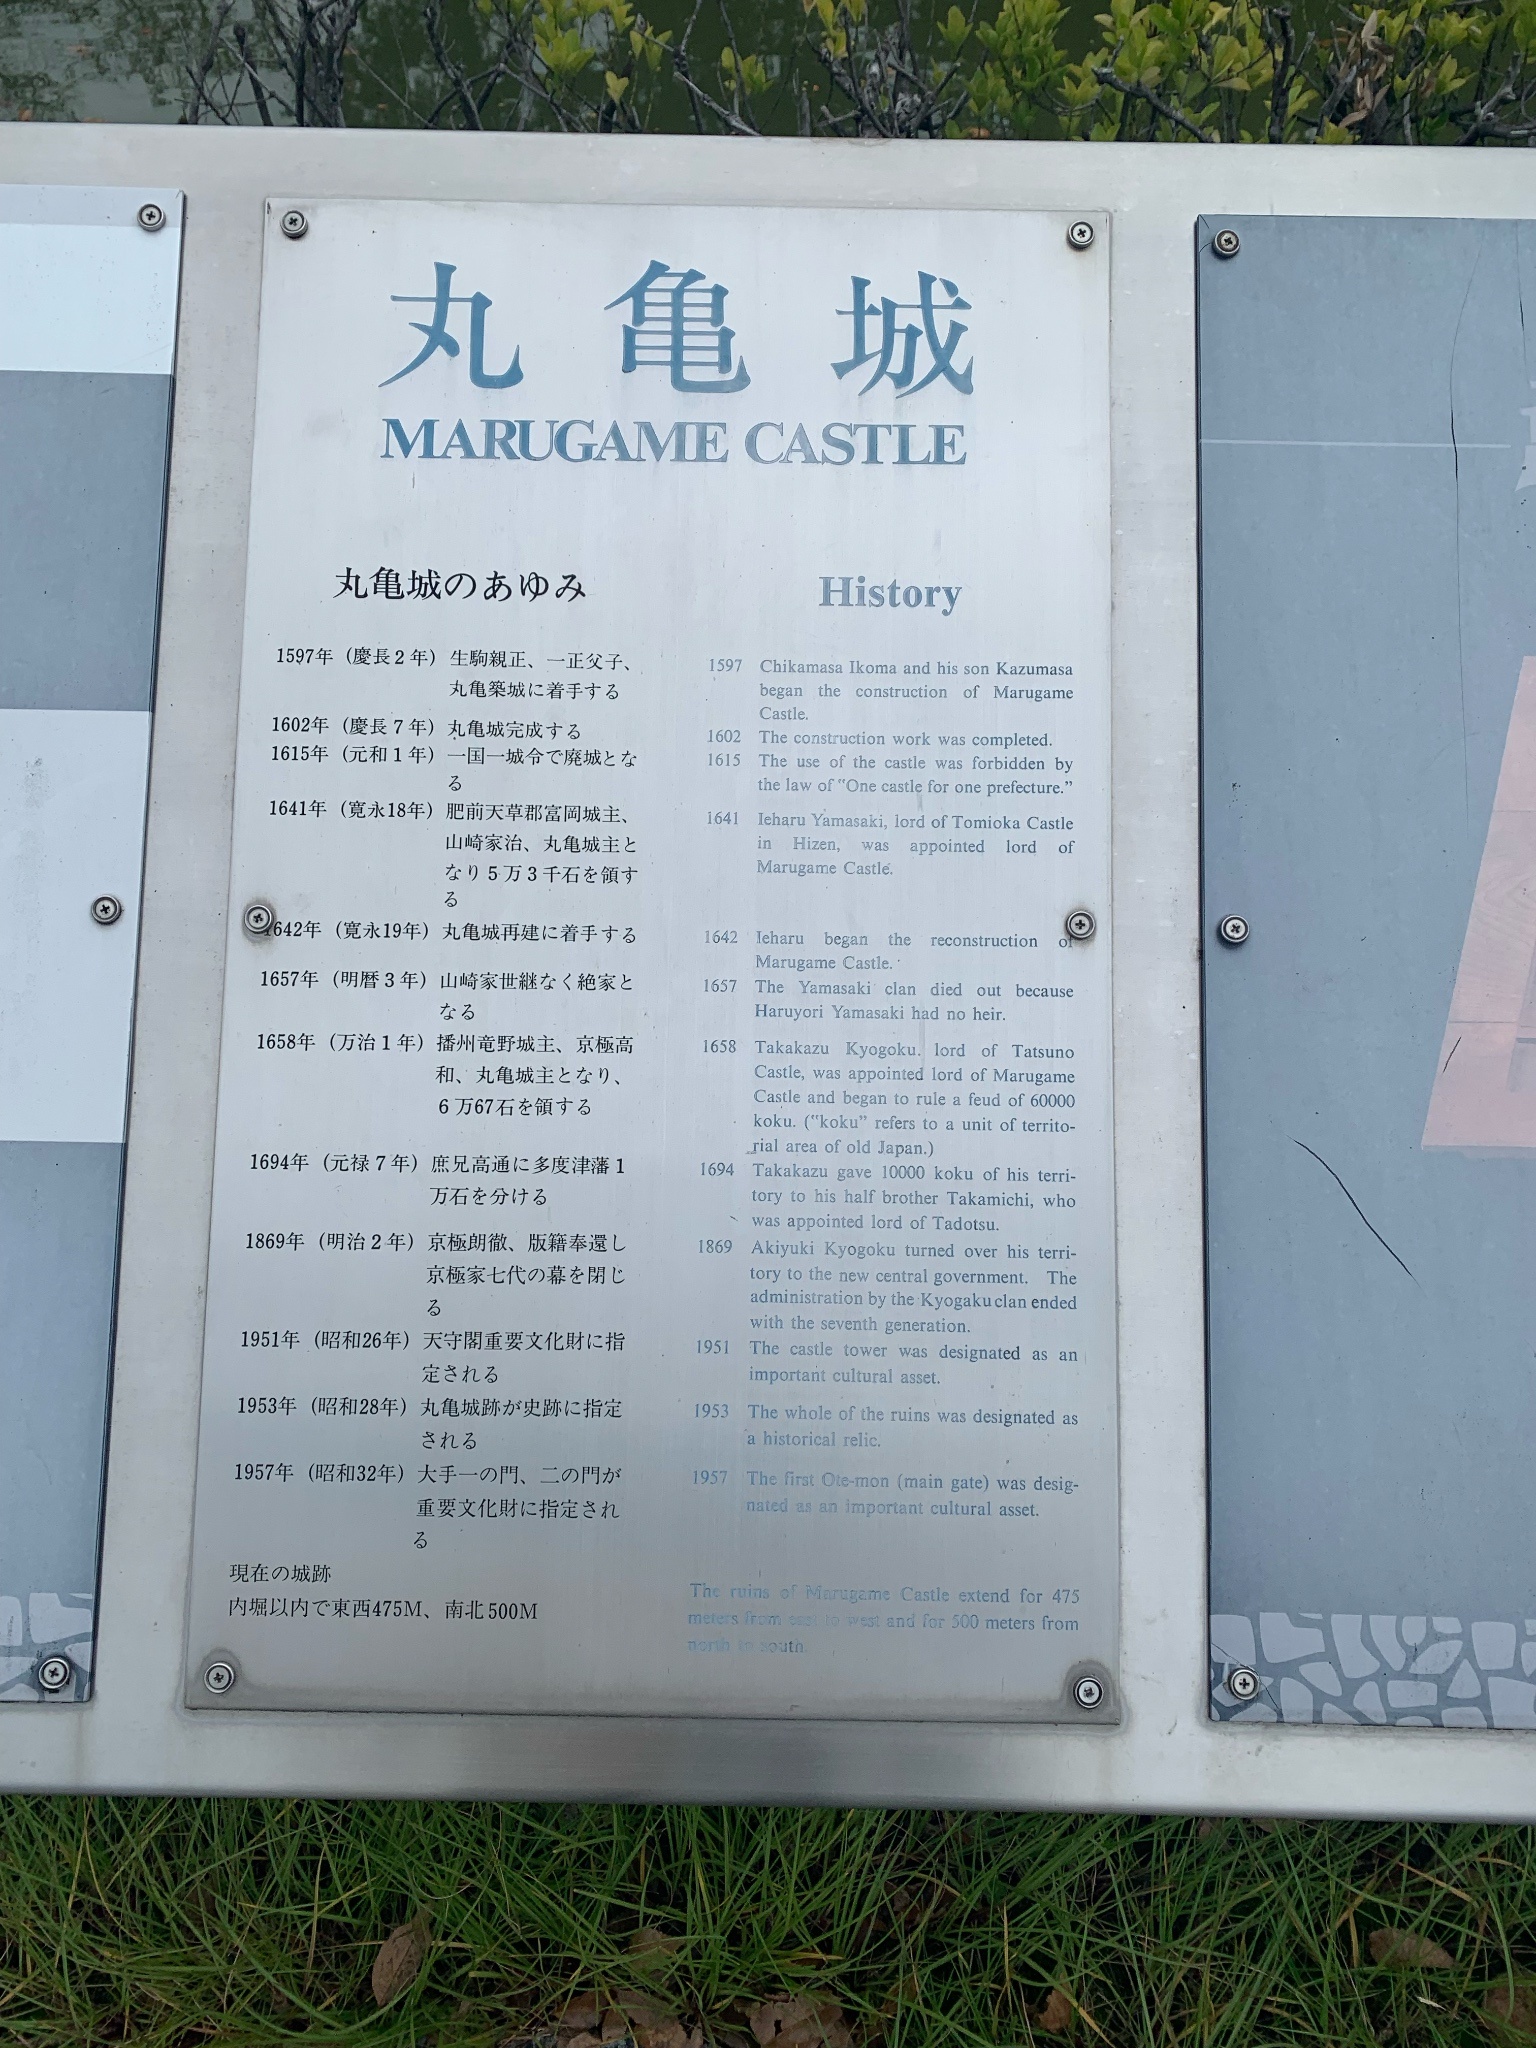 丸亀城
MARUGAME CASTLE
丸亀城のあゆみ
1597年（慶長2年）生駒親正、一正父子、
丸亀築城に着手する
1602年（慶長7年）丸亀城完成する
1615年（元和1年）一国一城令で廃城とな
る
1641年（寛永18年）肥前天草郡富岡城主、
山崎家治、丸亀城主と
なり5万3千石を領す
る
1642年（寛永19年）丸亀城再建に着手する
1657年（明暦3年）山崎家世継なく絶家と
なる
1658年（万治1年）播州竜野城主、京極高
和、丸亀城主となり、
6万67石を領する
1694年（元禄7年）庶兄高通に多度津藩1
万石を分ける
1869年（明治2年）京極朗徹、版籍奉還し
京極家七代の幕を閉じ
る
1951年（昭和26年）天守閣重要文化財に指
定される
1953年（昭和28年）丸亀城跡が史跡に指定
される
1957年（昭和32年）大手一の門、二の門が
重要文化財に指定され
る
現在の城跡
内堀以内で東西475M、南北500M
History
1597 Chikamasa Ikoma and his son Kazumasa
began the construction of Marugame
Castle.
1602 The construction work was completed.
1615 The use of the castle was forbidden by
the law of "One castle for one prefecture."
1641 Ieharu Yamasaki, lord of Tomioka Castle
in Hizen, was appointed lord of
Marugame Castle.
1642 Ieharu began the reconstruction of
Marugame Castle.
1657 The Yamasaki clan died out because
Haruyori Yamasaki had no heir.
1658 Takakazu Kyogoku. lord of Tatsuno
Castle, was appointed lord of Marugame
Castle and began to rule a feud of 60000
koku. ("koku" refers to a unit of territo-
rial area of old Japan.)
1694 Takakazu gave 10000 koku of his terri-
tory to his half brother Takamichi, who
was appointed lord of Tadotsu.
1869 Akiyuki Kyogoku turned over his terri-
tory to the new central government. The
administration by the Kyogaku clan ended
with the seventh generation.
1951 The castle tower was designated as an
important cultural asset.
1953 The whole of the ruins was designated as
a historical relic.
1957 The first Ote-mon (main gate) was desig-
nated as an important cultural asset.
The ruins of Marugame Castle extend for 475
meters from east to west and for 500 meters from
north to south.